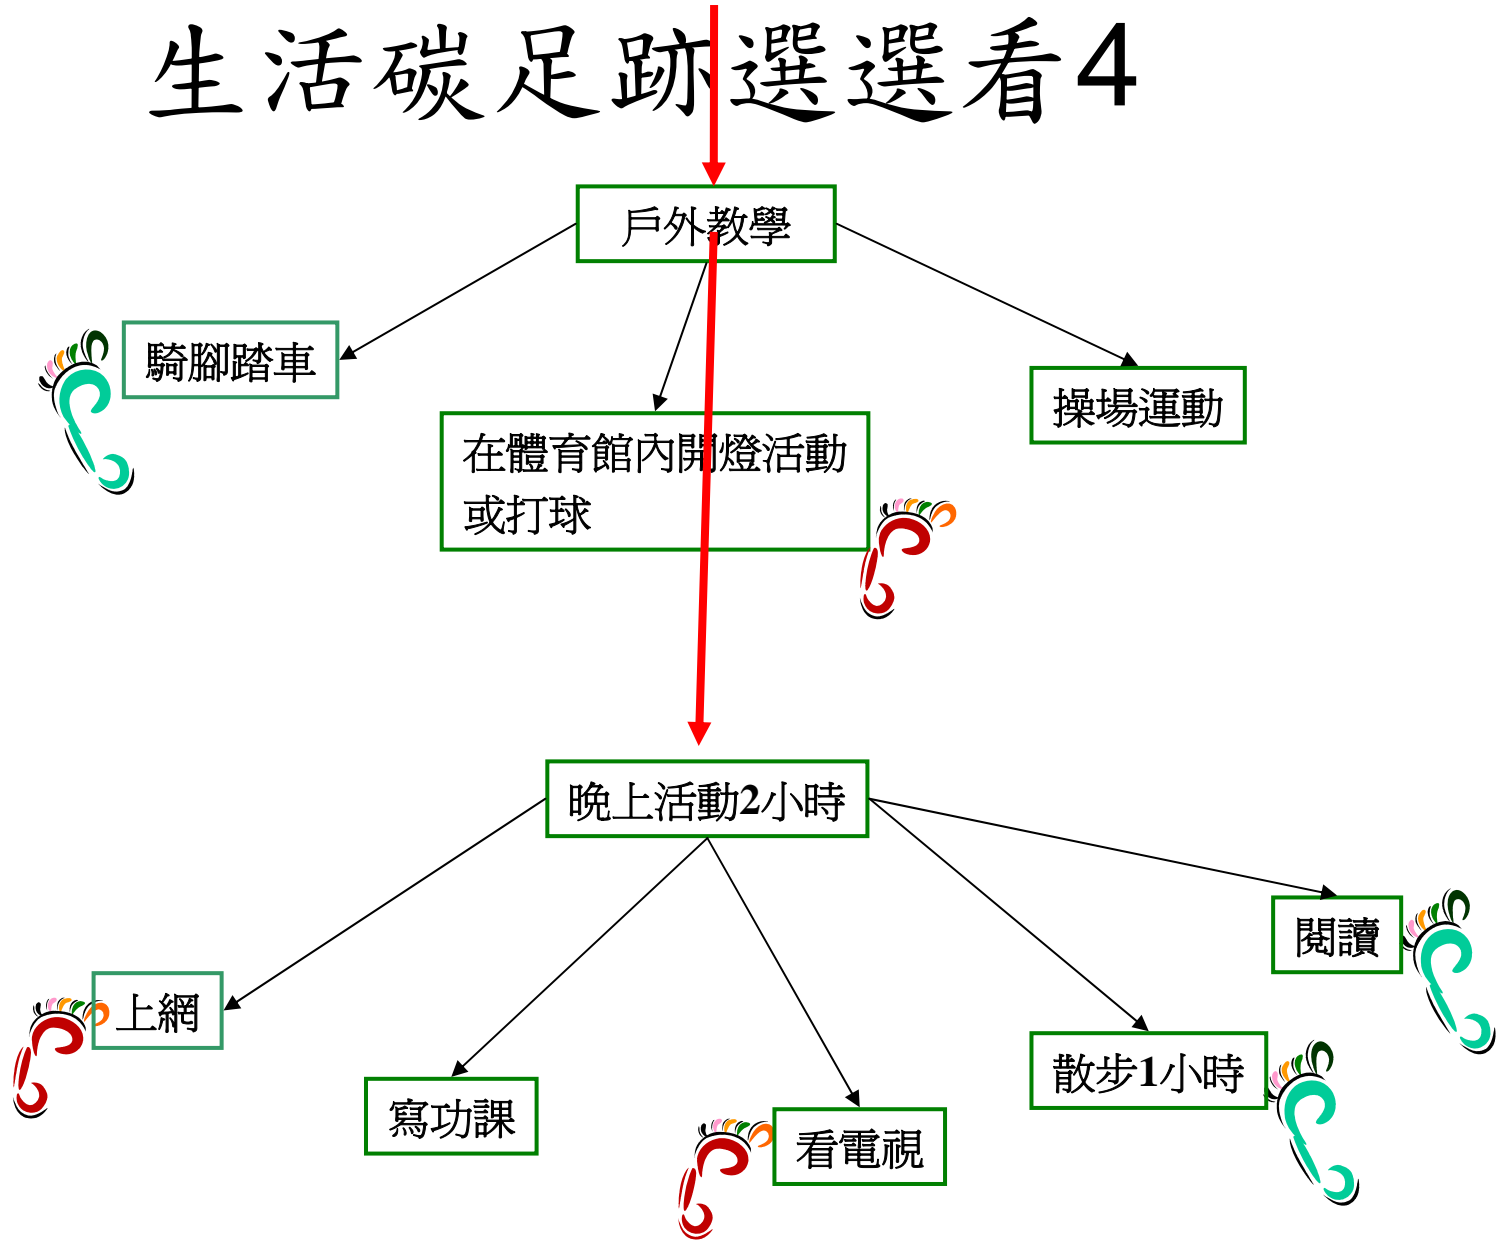 生活碳足跡選選看4
戶外教學
騎腳踏車
操場運動
在體育館內開燈活動
或打球
晚上活動2小時
閱讀
上網
散步1小時
寫功課
看電視